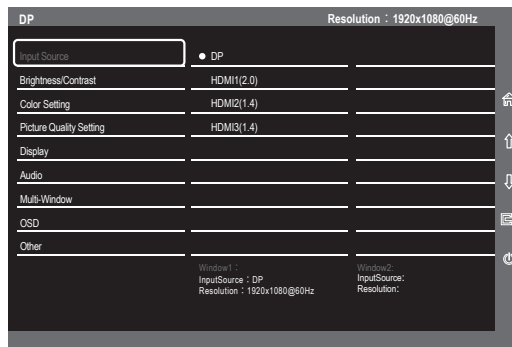 DP Resolution：1920x1080@60Hz
Input Source ● DP
Brightness/Contrast HDMI1(2.0)
Color Setting HDMI2(1.4)
Picture Quality Setting HDMI3(1.4)
Display
Audio
Multi-Window
OSD
Other
Window1：
InputSource：DP
Resolution：1920x1080@60Hz
Window2:
InputSource:
Resolution: